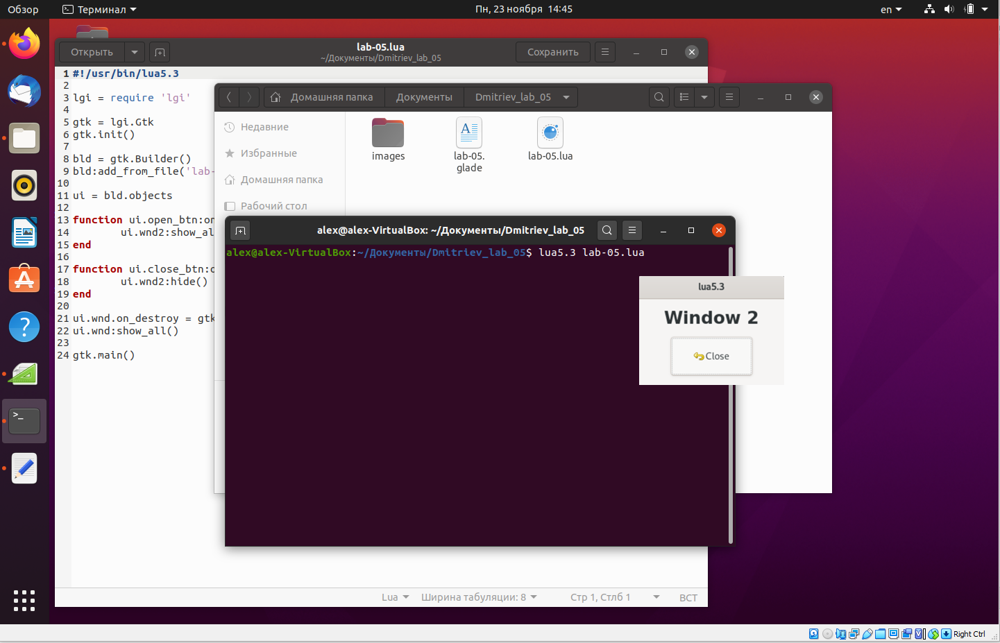 Обзор
Терминал
Пн, 23 ноября 14:45
en
Открыть
lab-05.lua
~/Документы/Dmitriev_lab_05
Сохранить
1 #!/usr/bin/lua5.3
2
3 lgi = require 'lgi'
4
5 gtk = lgi.Gtk
6 gtk.init()
7
8 bld = gtk.Builder()
9 bld:add_from_file('lab-
10
11 ui = bld.objects
12
13 function ui.open_btn:on
14 ui.wnd2:show_al
15 end
16
17 function ui.close_btn:o
18 ui.wnd2:hide()
19 end
20
21 ui.wnd.on_destroy = gtk
22 ui.wnd:show_all()
23
24 gtk.main()
Lua
Ширина табуляции: 8
Стр 1, Стлб 1
ВСТ
Домашняя папка
Документы
Dmitriev_lab_05
Недавние
Избранные
Домашняя папка
Рабочий стол
images
lab-05.
glade
lab-05.lua
alex@alex-VirtualBox: ~/Документы/Dmitriev_lab_05
alex@alex-VirtualBox:~/Документы/Dmitriev_lab_05$ lua5.3 lab-05.lua
lua5.3
Window 2
Close
Right Ctrl